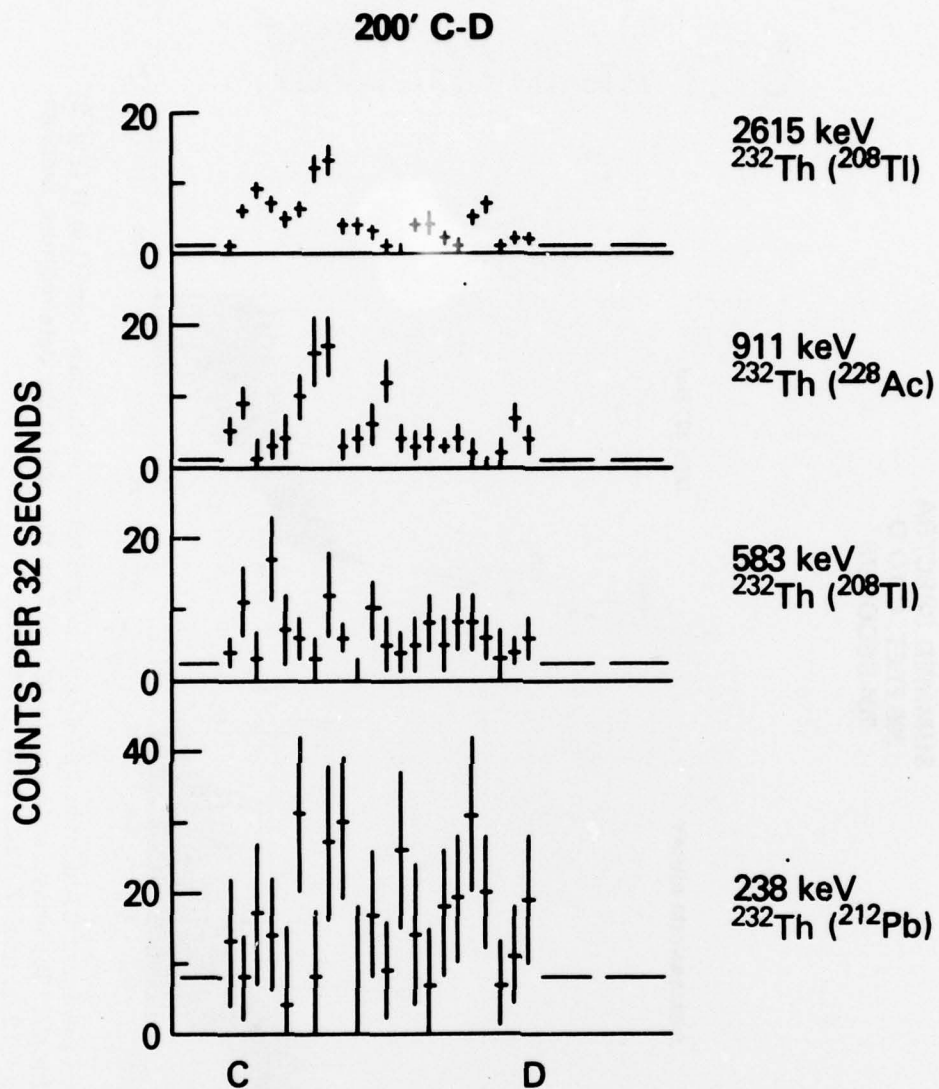 200' C-D
COUNTS PER 32 SECONDS
20
0
2615 keV
²³²Th (²⁰⁸Tl)
20
0
911 keV
²³²Th (²²⁸Ac)
20
0
583 keV
²³²Th (²⁰⁸Tl)
40
20
0
238 keV
²³²Th (²¹²Pb)
C D